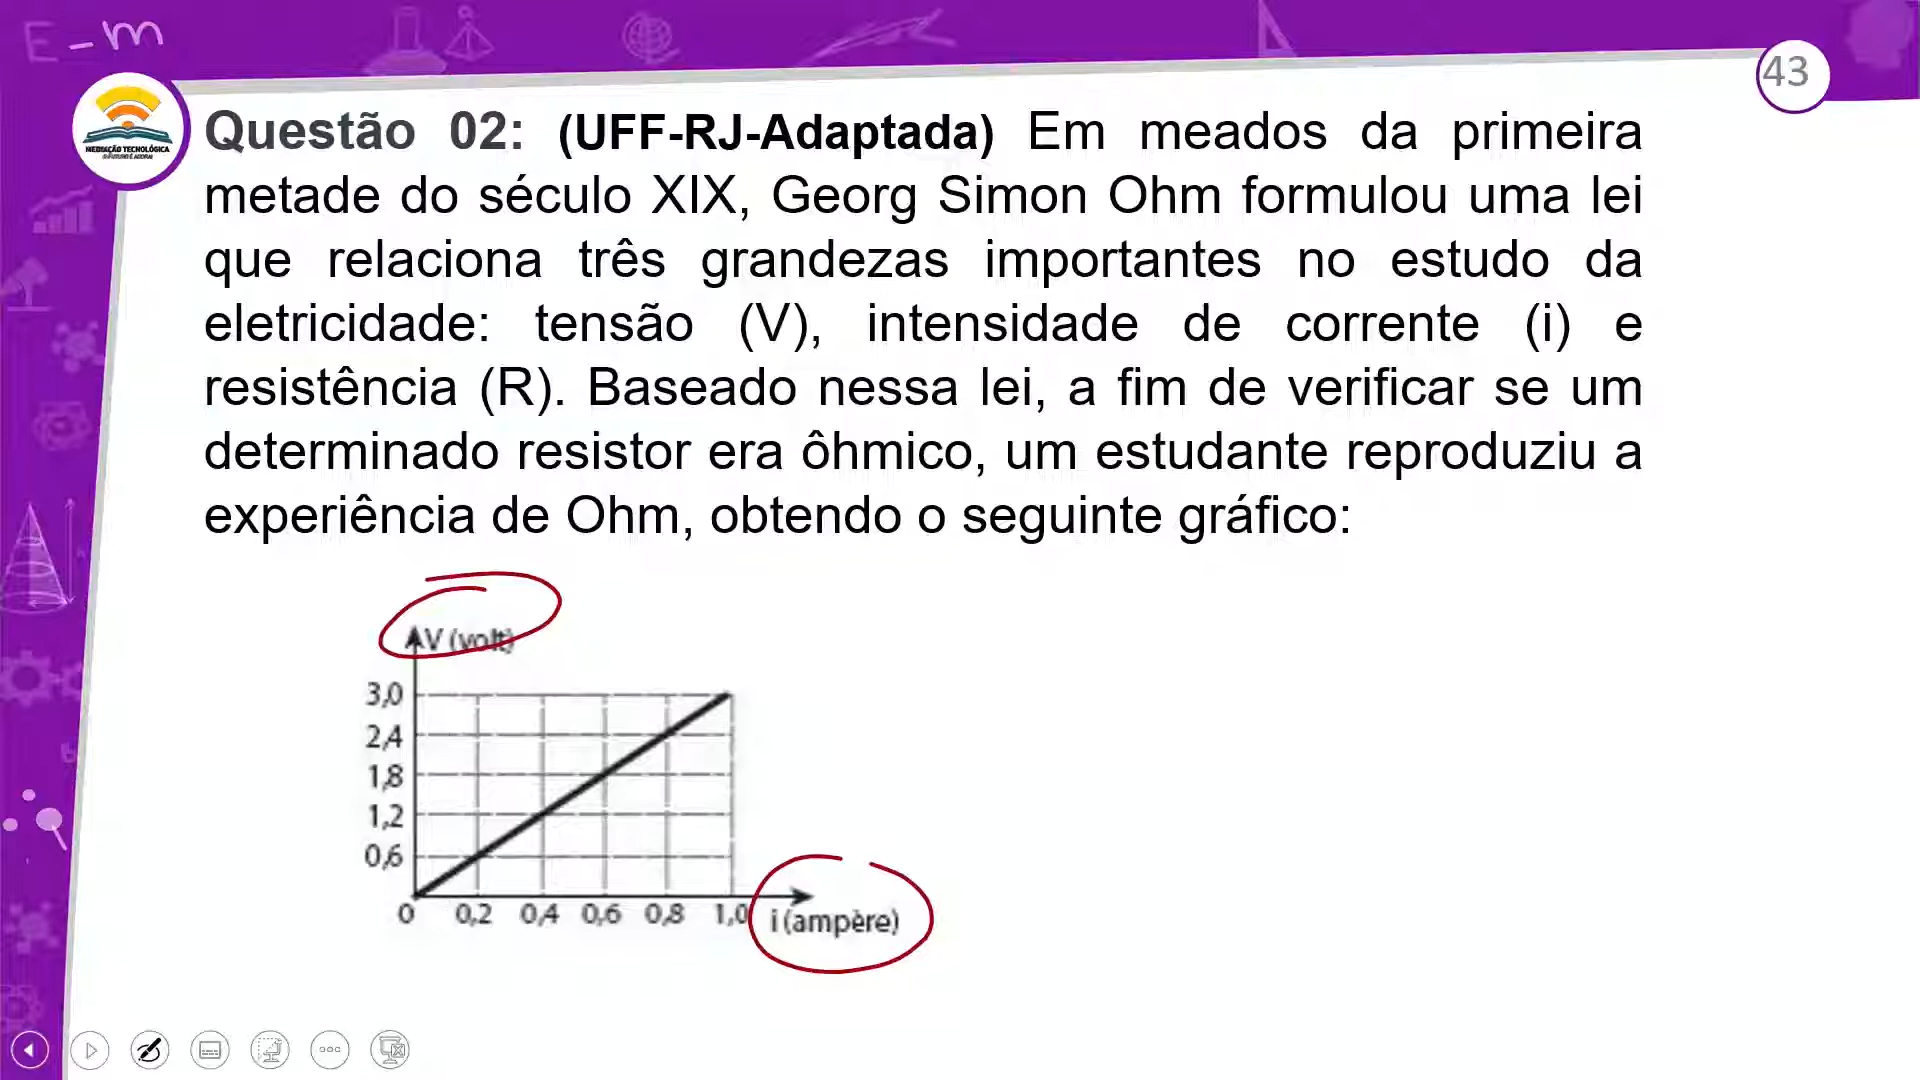 43
MEDIAÇÃO TECNOLÓGICA
O FUTURO É AGORA!
Questão 02: (UFF-RJ-Adaptada) Em meados da primeira
metade do século XIX, Georg Simon Ohm formulou uma lei
que relaciona três grandezas importantes no estudo da
eletricidade: tensão (V), intensidade de corrente (i) e
resistência (R). Baseado nessa lei, a fim de verificar se um
determinado resistor era ôhmico, um estudante reproduziu a
experiência de Ohm, obtendo o seguinte gráfico:
V (volt)
3,0
2,4
1,8
1,2
0,6
0 0,2 0,4 0,6 0,8 1,0 i (ampère)